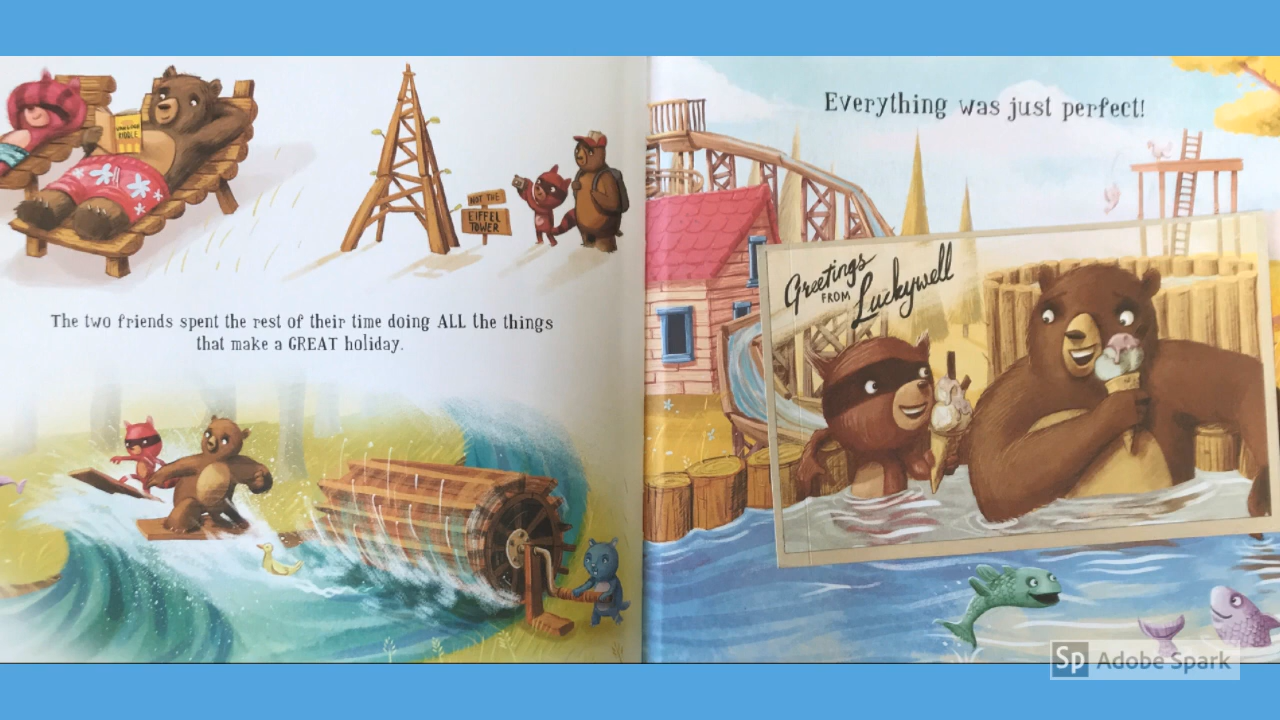 NOT THE
EIFFEL
TOWER
The two friends spent the rest of their time doing ALL the things
that make a GREAT holiday.
Everything was just perfect!
Greetings
FROM Luckywell
Sp Adobe Spark